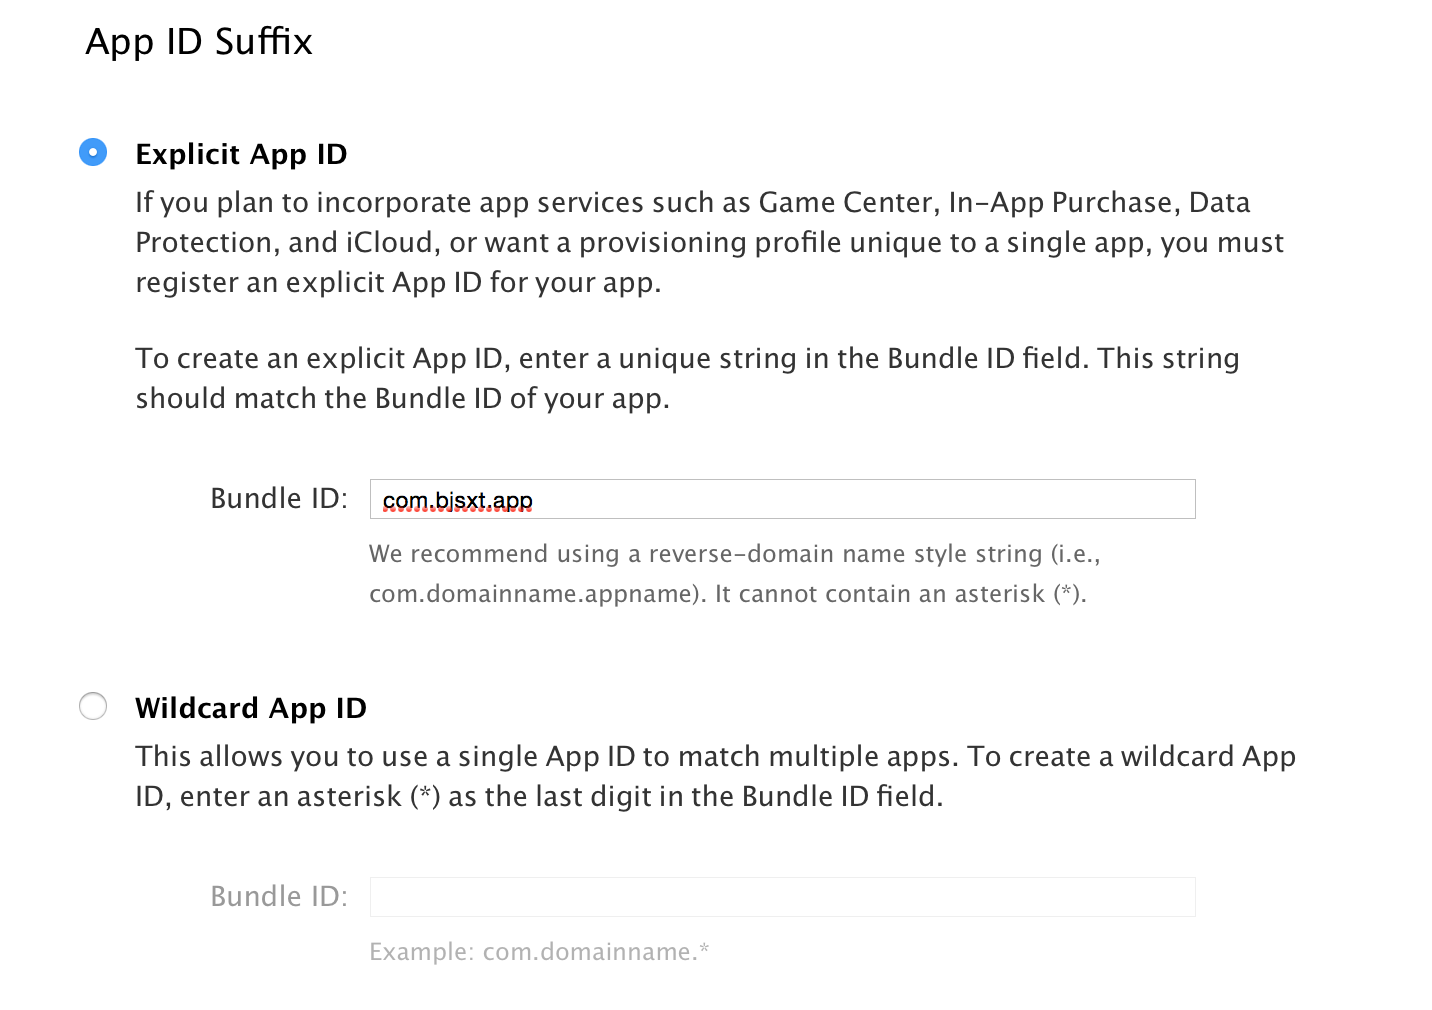 App ID Suffix
Explicit App ID
If you plan to incorporate app services such as Game Center, In-App Purchase, Data
Protection, and iCloud, or want a provisioning profile unique to a single app, you must
register an explicit App ID for your app.
To create an explicit App ID, enter a unique string in the Bundle ID field. This string
should match the Bundle ID of your app.
Bundle ID: com.bjsxt.app
We recommend using a reverse-domain name style string (i.e.,
com.domainname.appname). It cannot contain an asterisk (*).
Wildcard App ID
This allows you to use a single App ID to match multiple apps. To create a wildcard App
ID, enter an asterisk (*) as the last digit in the Bundle ID field.
Bundle ID:
Example: com.domainname.*